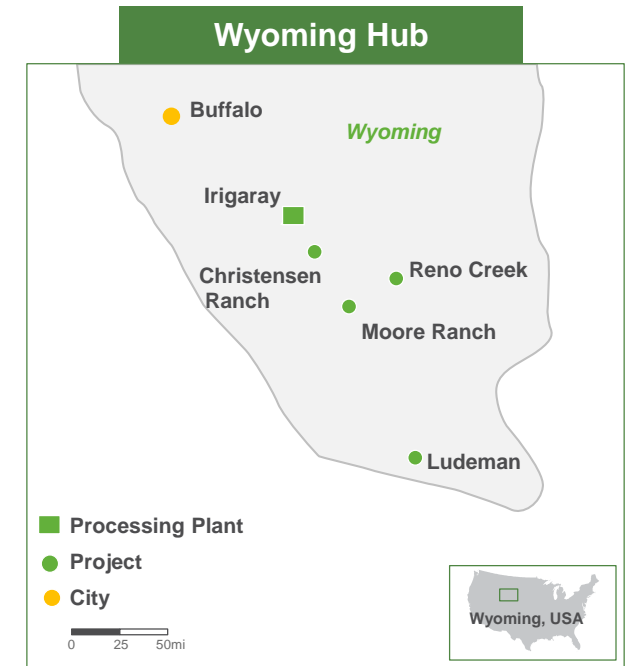 Wyoming Hub
Buffalo
Wyoming
Irigaray
Christensen
Ranch
Reno Creek
Moore Ranch
Ludeman
Processing Plant
Project
City
0 25 50mi
Wyoming, USA